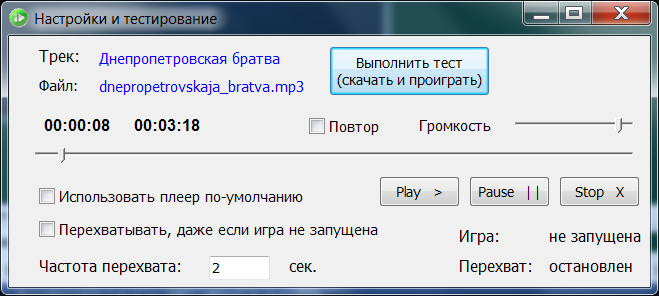 Настройки и тестирование
Трек: Днепропетровская братва
Файл: dnepropetrovskaja_bratva.mp3
Выполнить тест
(скачать и проиграть)
00:00:08 00:03:18 Повтор Громкость
Использовать плеер по-умолчанию Play > Pause || Stop X
Перехватывать, даже если игра не запущена
Игра: не запущена
Частота перехвата: 2 сек. Перехват: остановлен